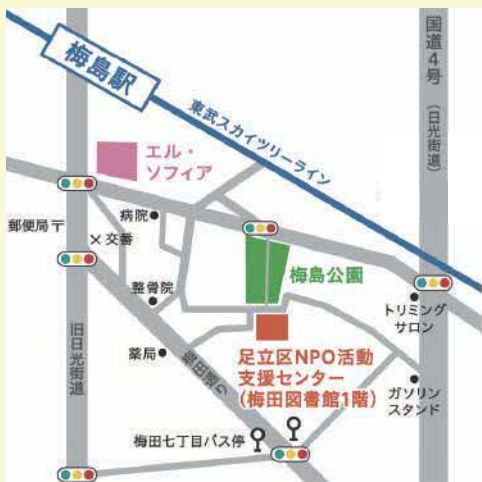 梅島駅
国道4号
(日光街道)
東武スカイツリーライン
エル・
ソフィア
病院
郵便局〒
交番
梅島公園
整骨院
トリミング
サロン
旧日光街道
薬局
梅田通り
足立区NPO活動
支援センター
(梅田図書館1階)
ガソリン
スタンド
梅田七丁目バス停